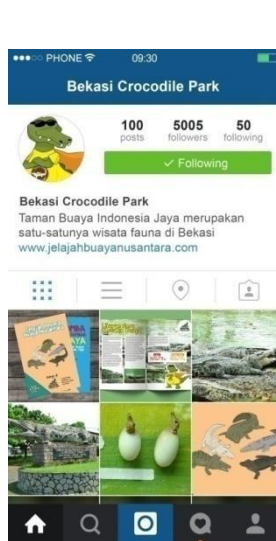 PHONE 09:30
Bekasi Crocodile Park
100 5005 50
posts followers following
✓ Following
Bekasi Crocodile Park
Taman Buaya Indonesia Jaya merupakan
satu-satunya wisata fauna di Bekasi
www.jelajahbuayanusantara.com